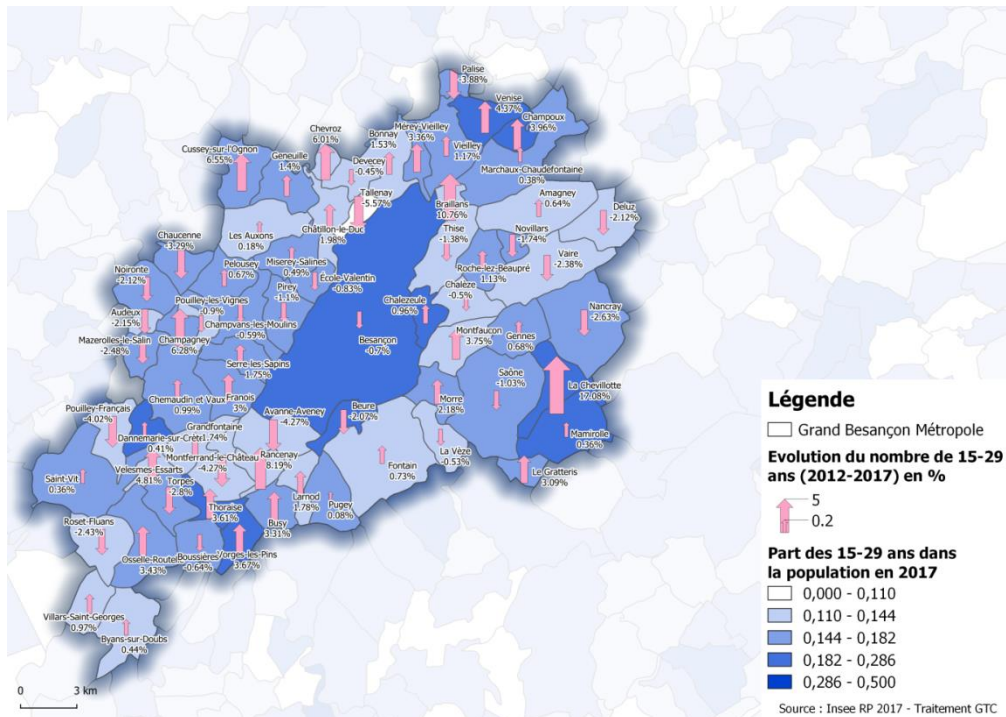 Palise
-3.88%
Venise
4.37%
Champoux
3.96%
Chevroz
6.01%
Bonnay
1.53%
Mérey-Vieilley
3.36%
Vieilley
1.17%
Cussey-sur-l'Ognon
6.55%
Geneuille
1.4%
Devecey
-0.45%
Marchaux-Chaudefontaine
0.38%
Tallenay
-5.57%
Braillans
10.76%
Amagney
0.64%
Deluz
-2.12%
Les Auxons
0.18%
Châtillon-le-Duc
1.98%
Thise
-1.38%
Novillars
-1.74%
Chaucenne
-3.29%
Vaire
-2.38%
Noironte
-2.12%
Pelousey
0.67%
Miserey-Salines
0.49%
École-Valentin
-0.83%
Roche-lez-Beaupré
1.13%
Pirey
-1.1%
Chalèze
-0.5%
Chalezeule
0.96%
Nancray
-2.63%
Audeux
-2.15%
Pouilley-les-Vignes
-0.9%
Champvans-les-Moulins
-0.59%
Mazerolles-le-Salin
-2.48%
Champagney
6.28%
Besançon
-0.7%
Montfaucon
3.75%
Gennes
0.68%
Serre-les-Sapins
1.75%
Saône
-1.03%
La Chevillotte
17.08%
Chemaudin et Vaux
0.99%
Franois
3%
Morre
2.18%
Pouilley-Français
-4.02%
Avanne-Aveney
-4.27%
Beure
-2.07%
Mamirolle
0.36%
Grandfontaine
-1.74%
Dannemarie-sur-Crète
0.41%
La Vèze
-0.53%
Montferrand-le-Château
-4.27%
Rancenay
8.19%
Velesmes-Essarts
4.81%
Fontain
0.73%
Le Gratteris
3.09%
Saint-Vit
0.36%
Torpes
-2.8%
Larnod
1.78%
Pugey
0.08%
Thoraise
3.61%
Busy
3.31%
Roset-Fluans
-2.43%
Osselle-Routelle
3.43%
Boussières
-0.64%
Vorges-les-Pins
3.67%
Villars-Saint-Georges
0.97%
Byans-sur-Doubs
0.44%
0 3 km
Légende
Grand Besançon Métropole
Evolution du nombre de 15-29
ans (2012-2017) en %
5
0.2
Part des 15-29 ans dans
la population en 2017
0,000 - 0,110
0,110 - 0,144
0,144 - 0,182
0,182 - 0,286
0,286 - 0,500
Source : Insee RP 2017 - Traitement GTC